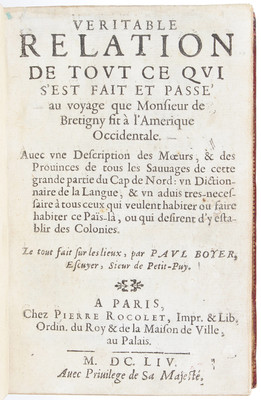 VERITABLE
RELATION
DE TOVT CE QVI
S'EST FAIT ET PASSE'
au voyage que Monsieur de
Bretigny fit à l'Amerique
Occidentale.
Auec vne Description des Mœurs, & des
Prouinces de tous les Sauuages de cette
grande partie du Cap de Nord: vn Diction-
naire de la Langue, & vn aduis tres-neces-
saire à tous ceux qui veulent habiter ou faire
habiter ce Païs-là, ou qui desirent d'y esta-
blir des Colonies.
Le tout fait sur les lieux, par PAVL BOYER,
Escuyer, Sieur de Petit-Puy.
A PARIS,
Chez PIERRE ROCOLET, Impr. & Lib.
Ordin. du Roy & de la Maison de Ville,
au Palais.
M. DC. LIV.
Auec Priuilege de Sa Majesté.